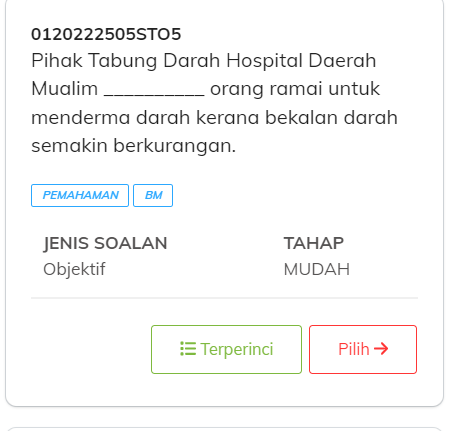 0120222505STO5
Pihak Tabung Darah Hospital Daerah
Mualim __________ orang ramai untuk
menderma darah kerana bekalan darah
semakin berkurangan.
PEMAHAMAN BM
JENIS SOALAN TAHAP
Objektif MUDAH
Terperinci Pilih →